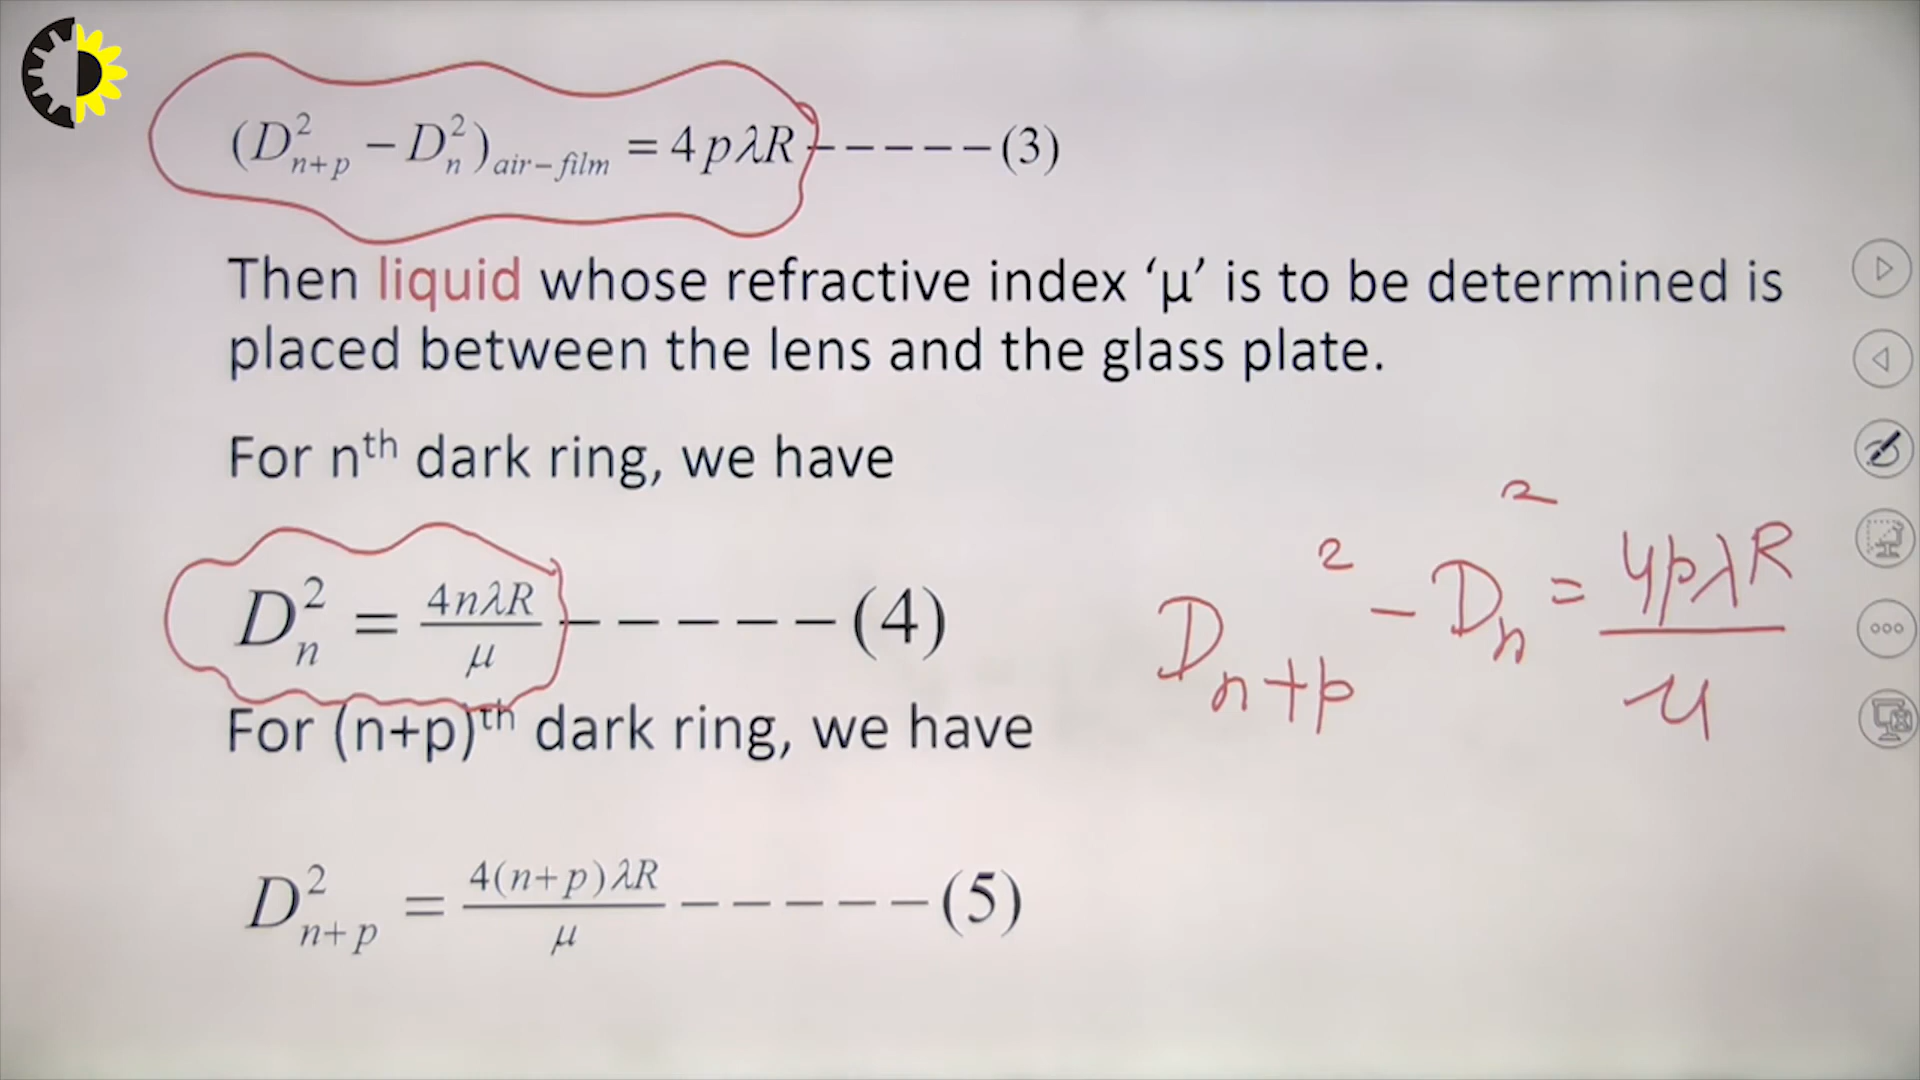 (D²ₙ₊ₚ − D²ₙ)air−film = 4pλR −−−−−(3)
Then liquid whose refractive index ‘μ’ is to be determined is
placed between the lens and the glass plate.
For nᵗʰ dark ring, we have
D²ₙ = 4nλR/μ −−−−−−(4)
Dₙ₊ₚ² − Dₙ² = 4pλR/μ
For (n+p)ᵗʰ dark ring, we have
D²ₙ₊ₚ = 4(n+p)λR/μ −−−−−−(5)